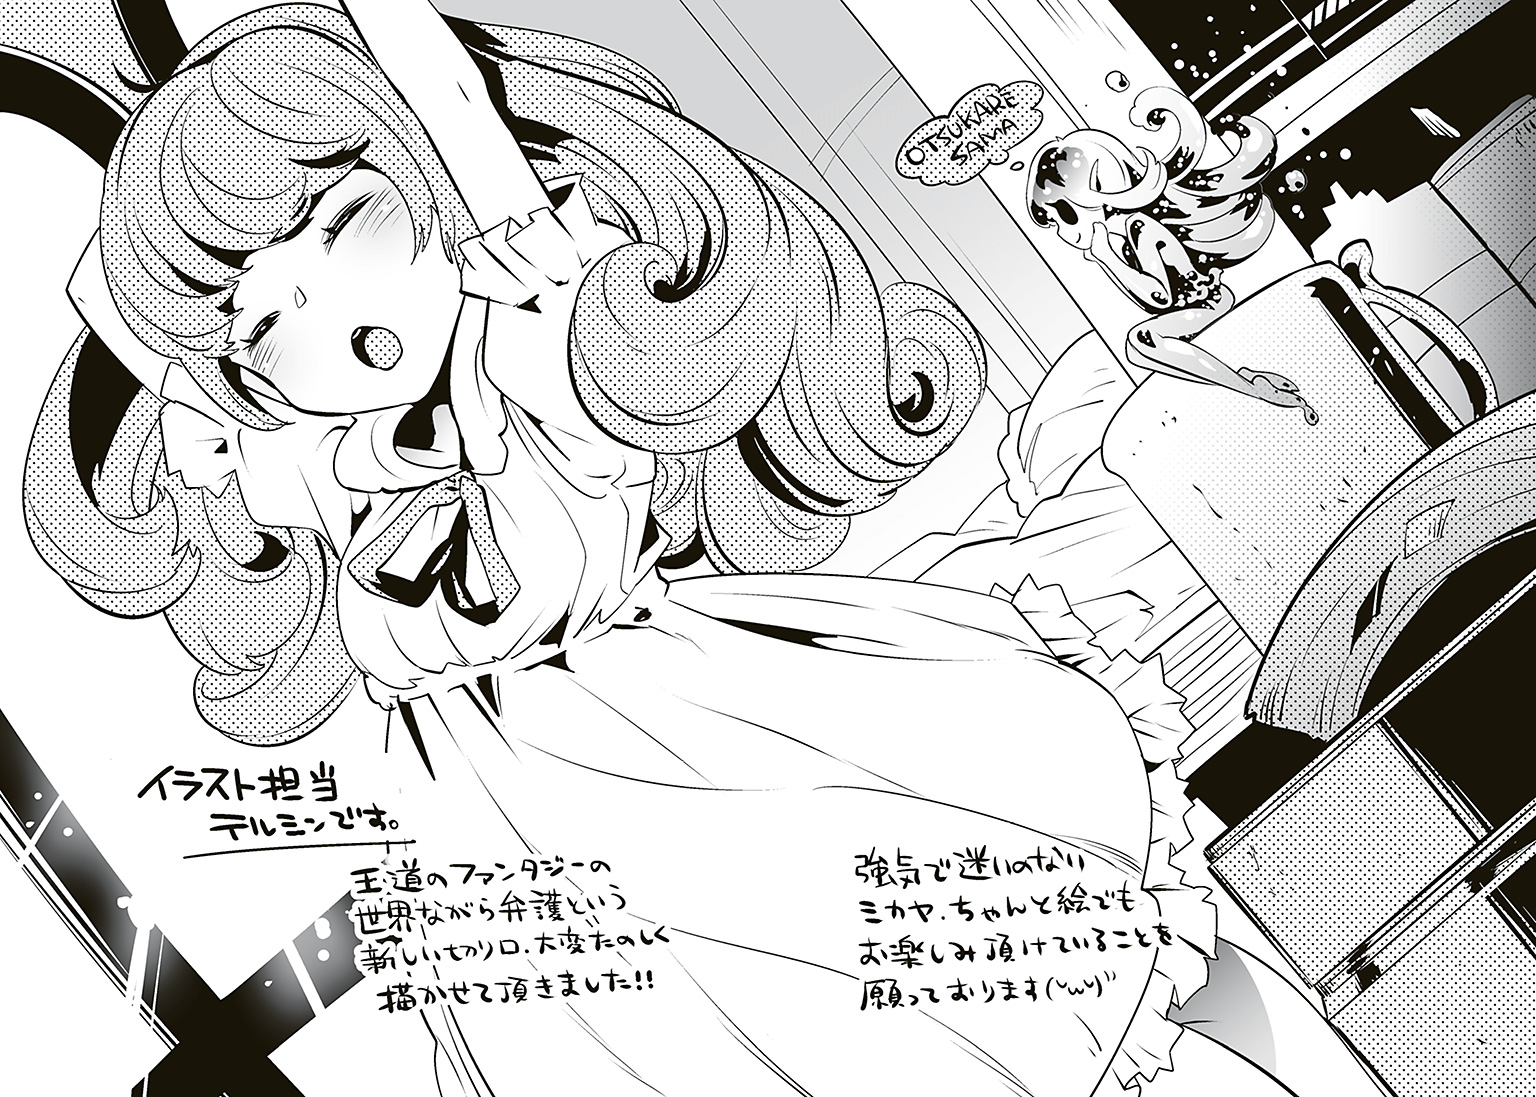 OTSUKARE
SAMA
イラスト担当
テルミンです。
王道のファンタジーの
世界ながら弁護という
新しい切り口、大変たのしく
描かせて頂きました!!
強気で迷いのない
ミカヤ、ちゃんと絵でも
お楽しみ頂けていることを
願っております(\'ω')